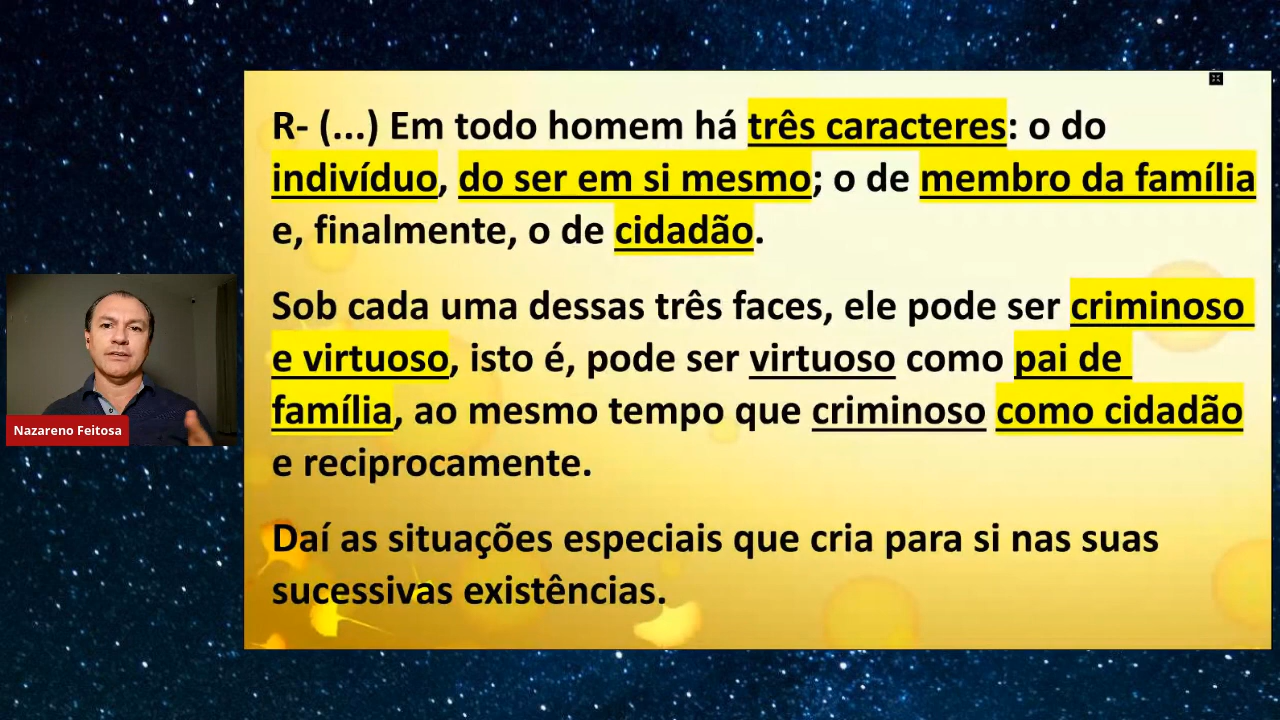 R- (...) Em todo homem há três caracteres: o do
indivíduo, do ser em si mesmo; o de membro da família
e, finalmente, o de cidadão.
Sob cada uma dessas três faces, ele pode ser criminoso
e virtuoso, isto é, pode ser virtuoso como pai de
família, ao mesmo tempo que criminoso como cidadão
e reciprocamente.
Daí as situações especiais que cria para si nas suas
sucessivas existências.
Nazareno Feitosa